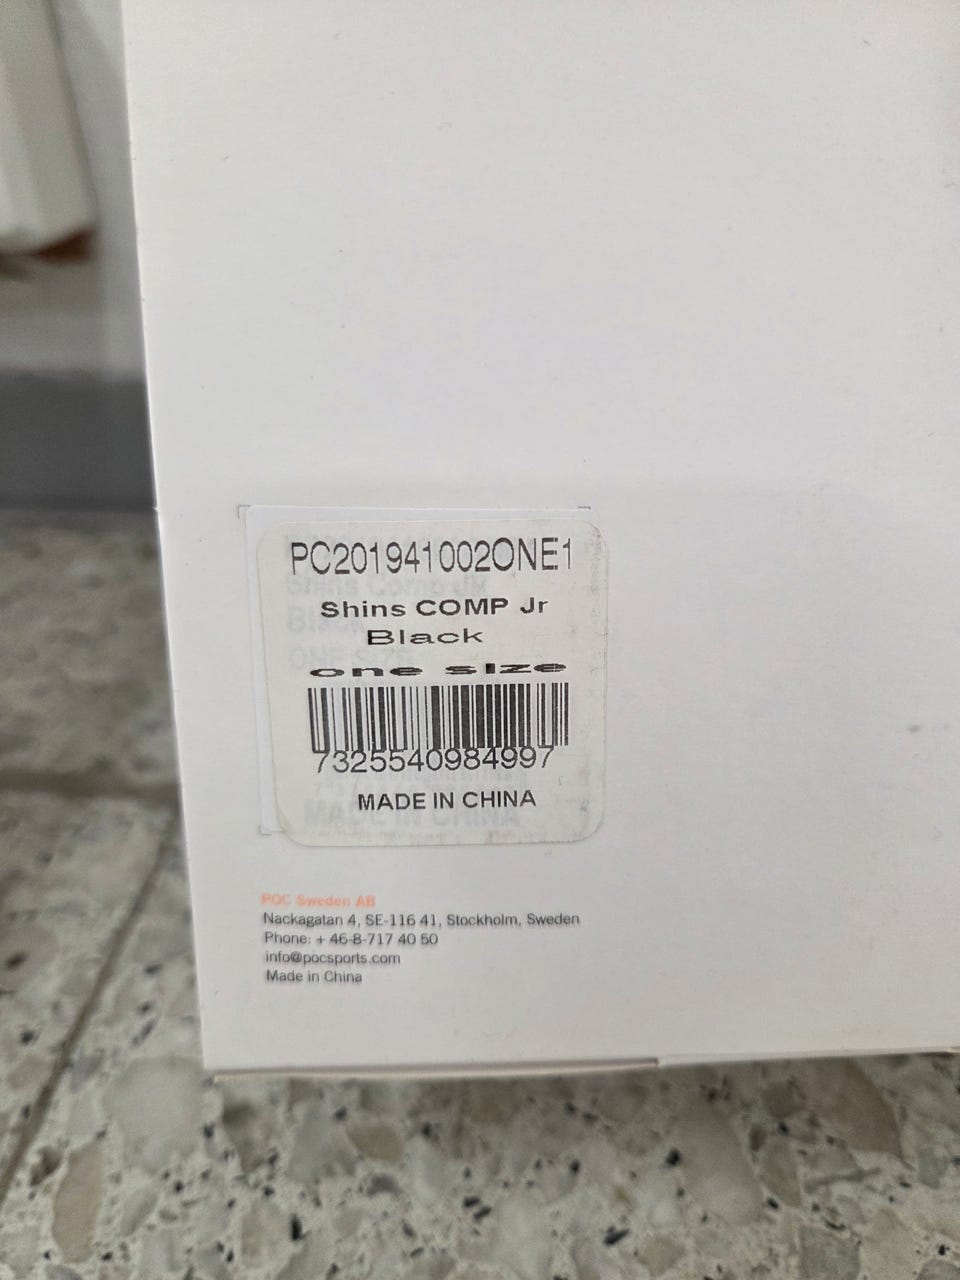 PC201941002ONE1
Shins COMP Jr
Black
one size
7325540984997
MADE IN CHINA
POC Sweden AB
Nackagatan 4, SE-116 41, Stockholm, Sweden
Phone: + 46-8-717 40 50
info@pocsports.com
Made in China